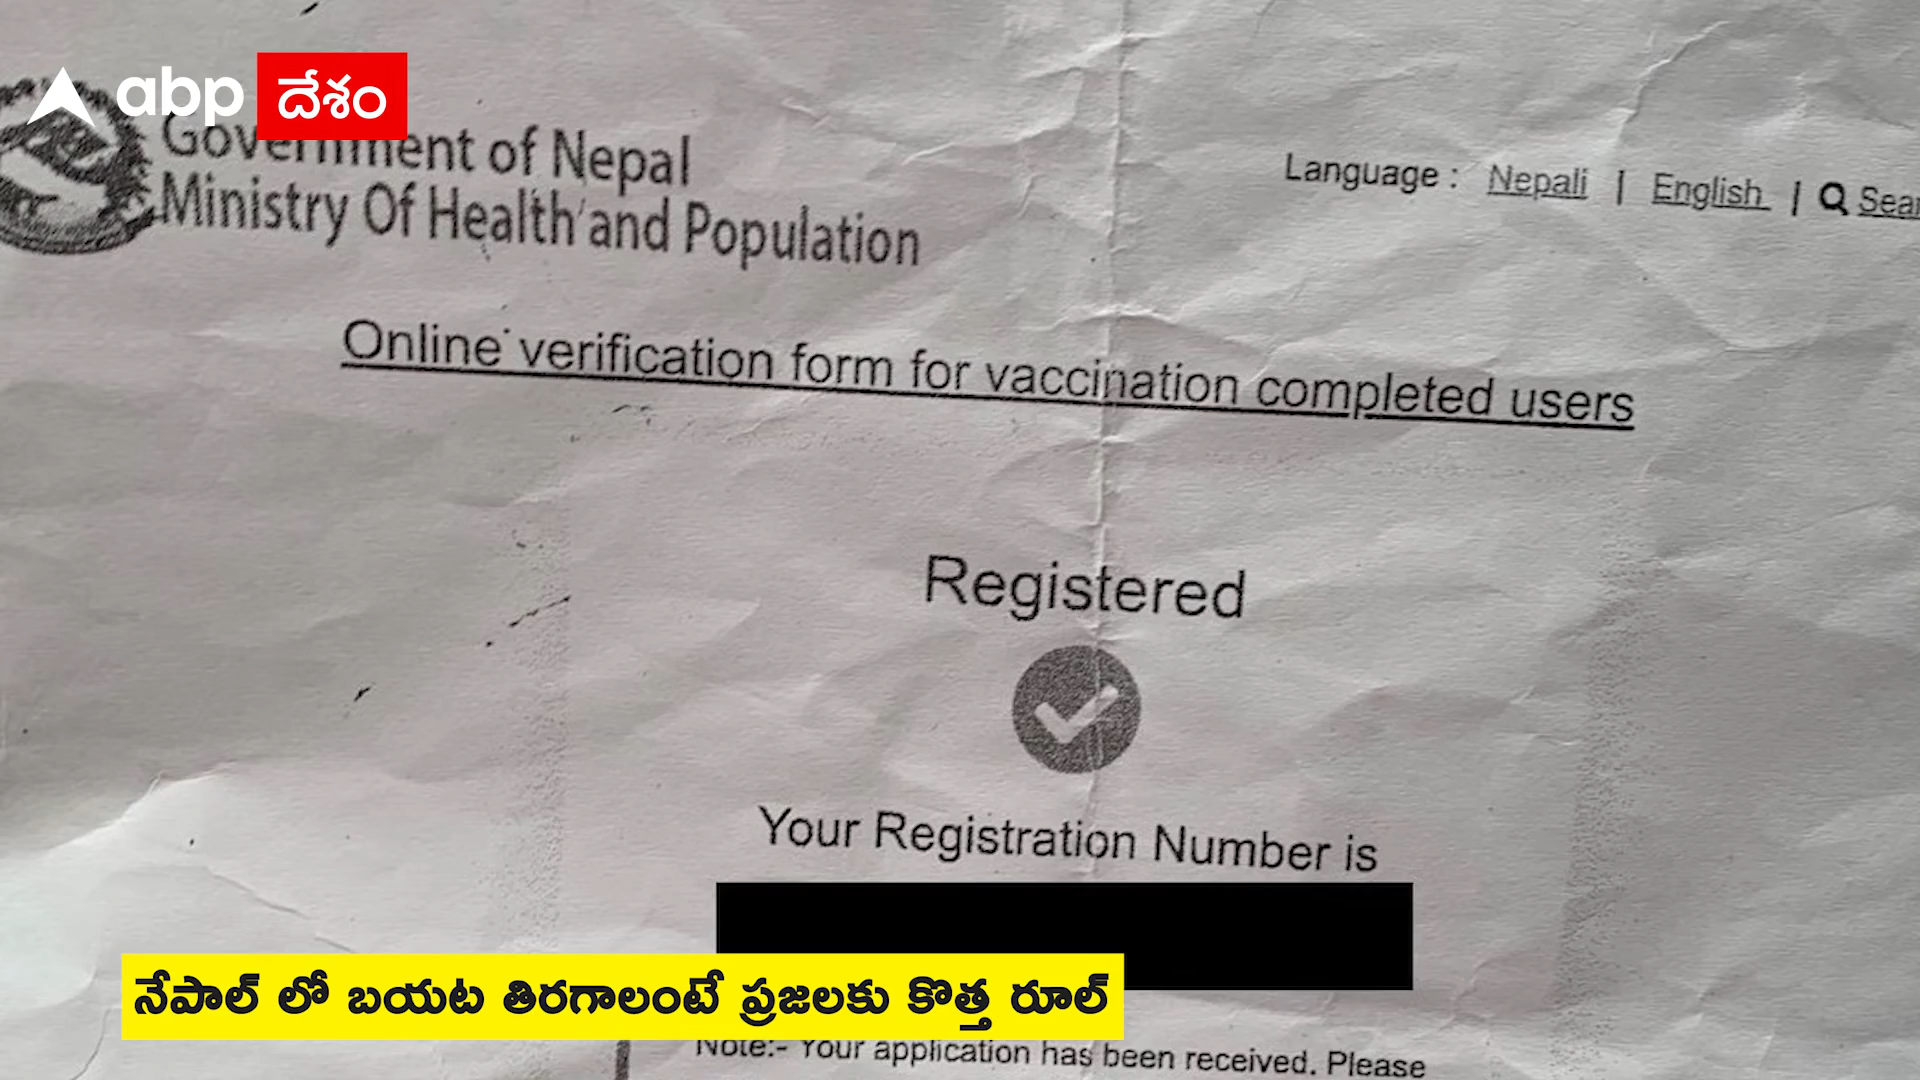 abp దేశం
Government of Nepal
Ministry Of Health and Population
Language : Nepali | English |
Online verification form for vaccination completed users
Registered
Your Registration Number is
నేపాల్ లో బయట తిరగాలంటే ప్రజలకు కొత్త రూల్
Note:- Your application has been received. Please